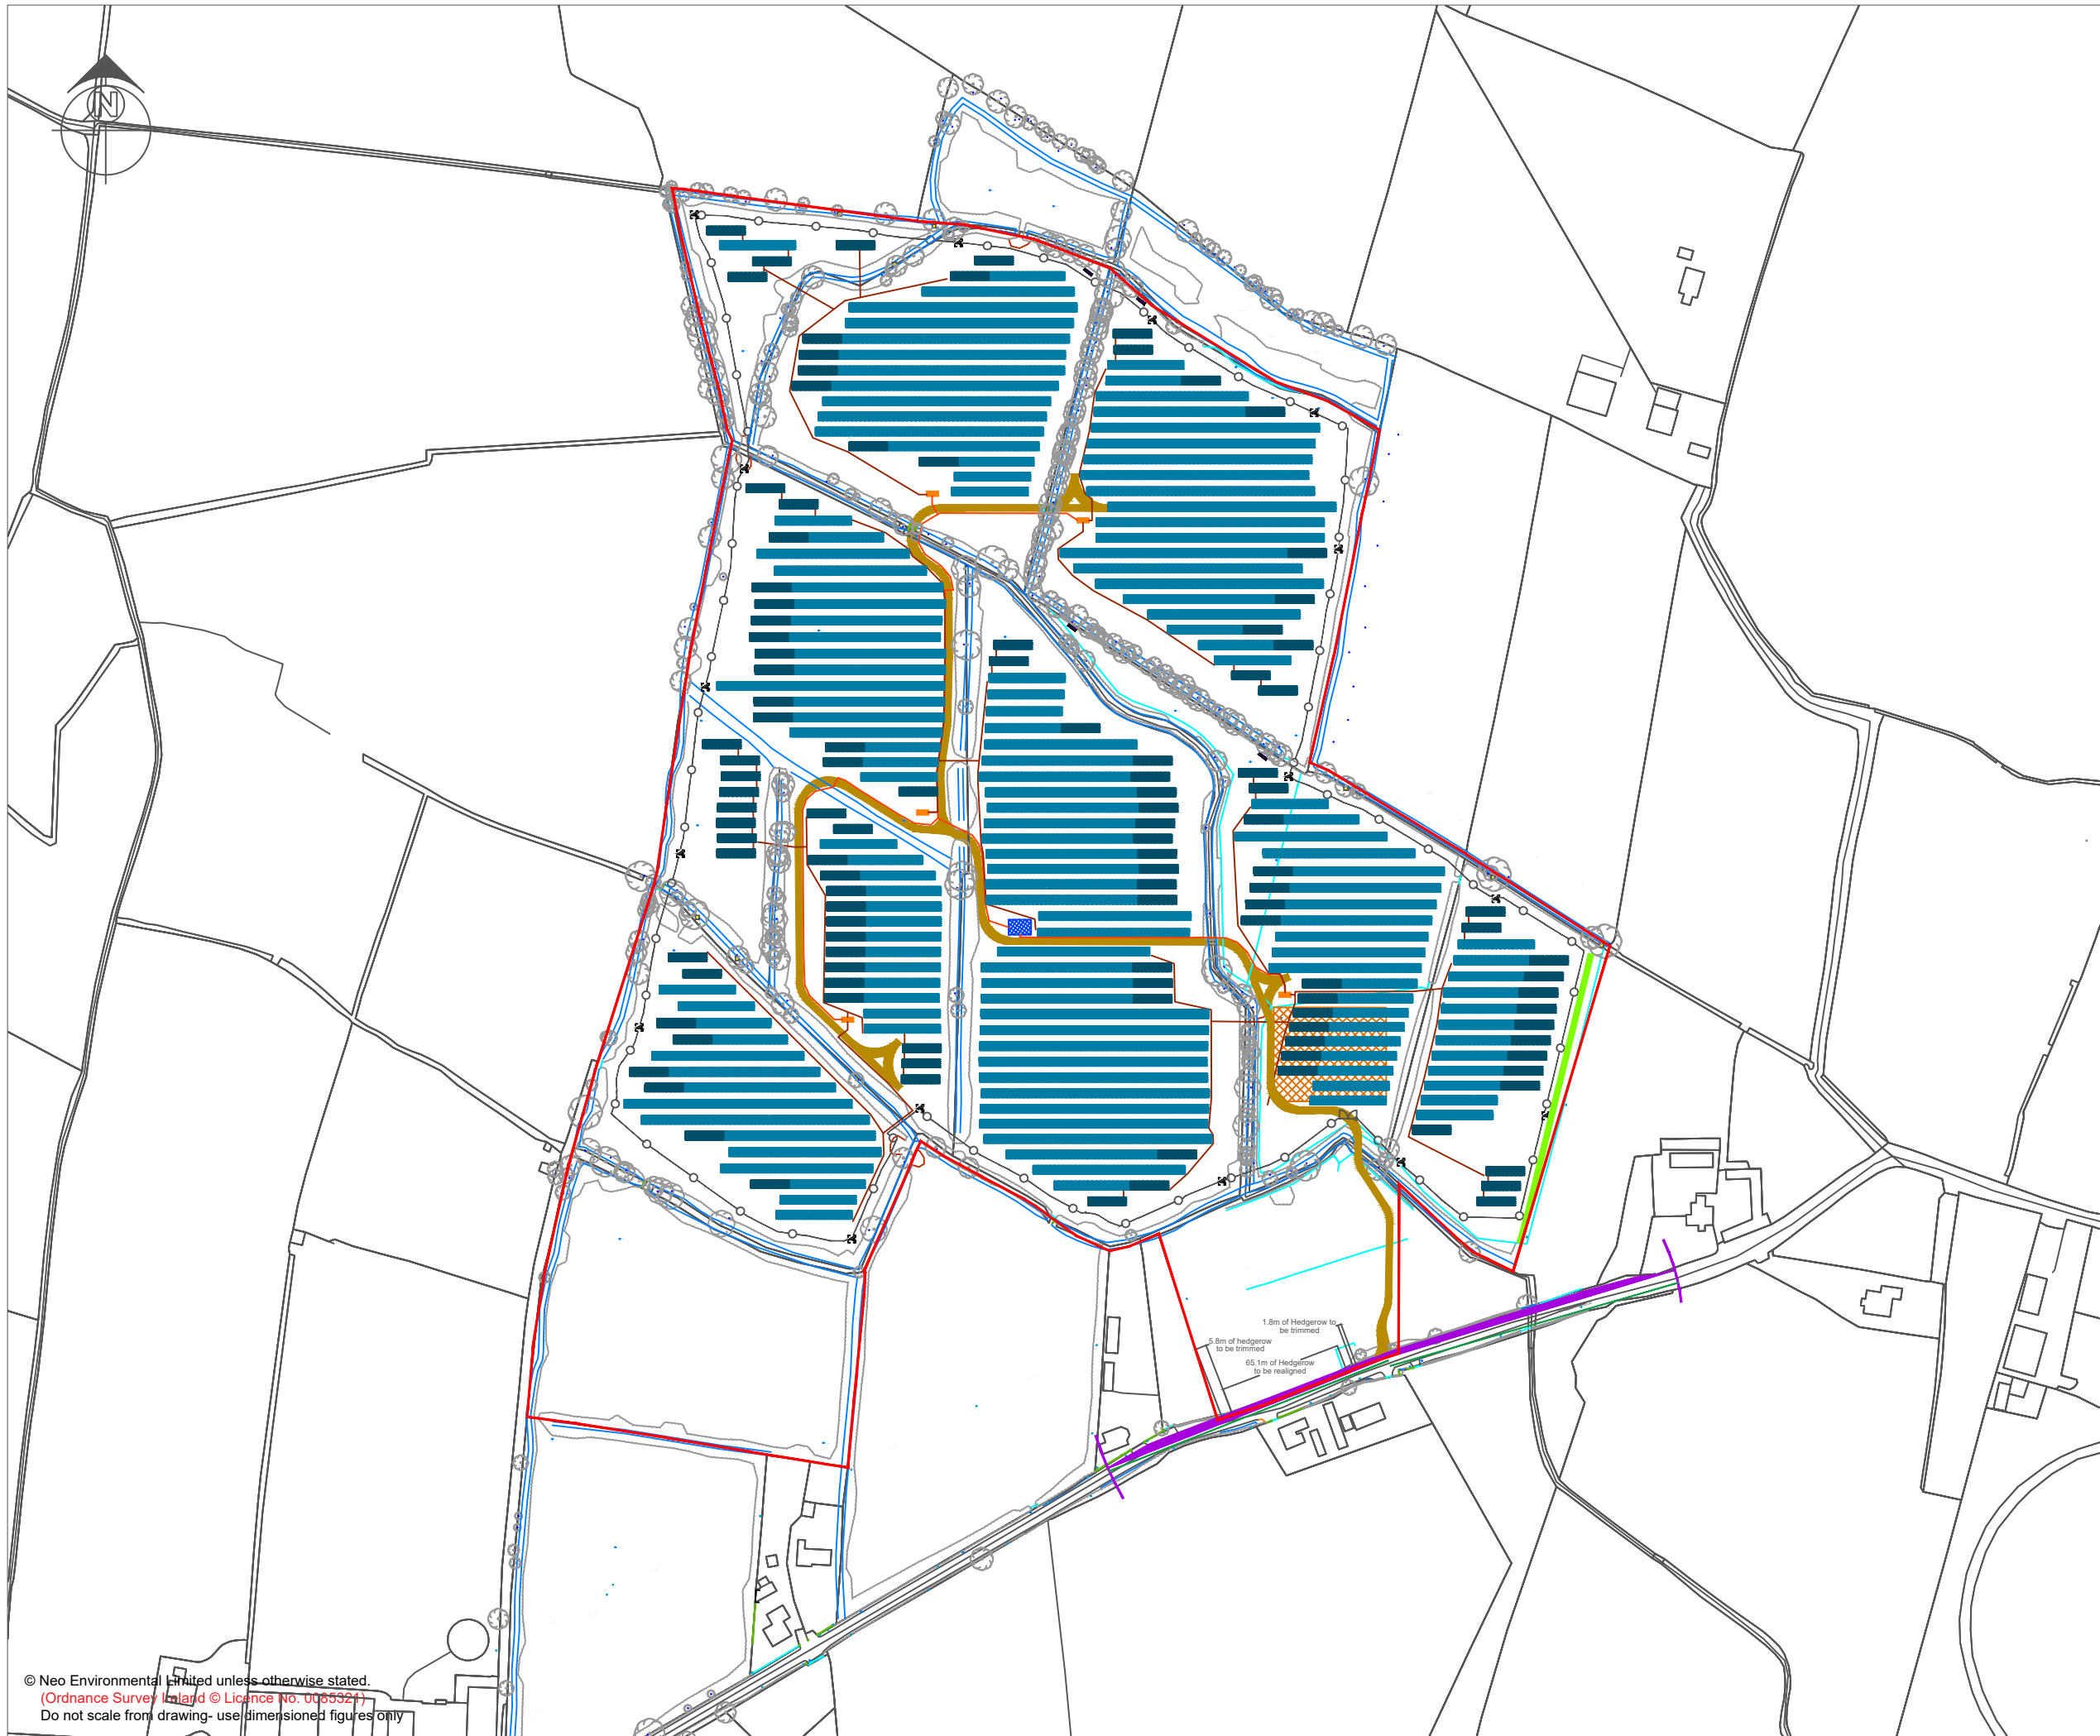 N
1.8m of Hedgerow to
be trimmed
5.8m of hedgerow
to be trimmed
65.1m of Hedgerow
to be realigned
© Neo Environmental Limited unless otherwise stated.
(Ordnance Survey Ireland © Licence No. 0085321)
Do not scale from drawing- use dimensioned figures only